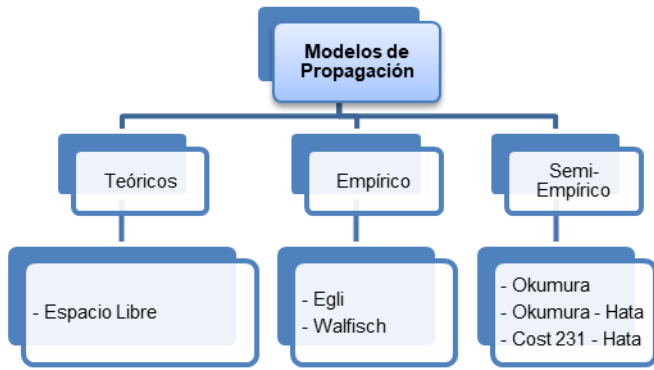 Modelos de
Propagación
Teóricos
Empírico
Semi-
Empírico
- Espacio Libre
- Egli
- Walfisch
- Okumura
- Okumura - Hata
- Cost 231 - Hata